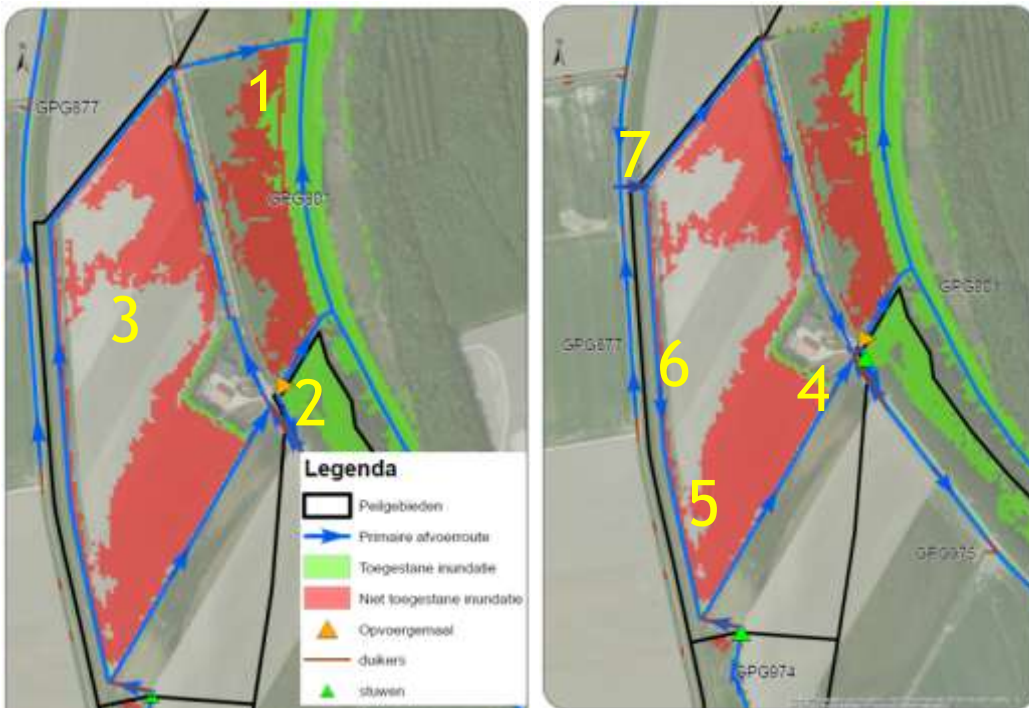 1
GPG877
GPG80
3
2
Legenda
Peilgebieden
Primaire afvoerroute
Toegestane inundatie
Niet toegestane inundatie
Opvoergemaal
duikers
stuwen
7
GPG801
GPG877
6
4
5
GPG975
GPG974